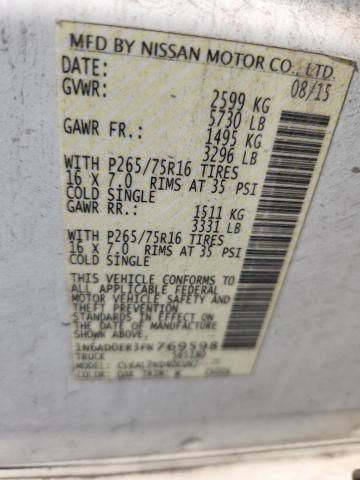 MFD BY NISSAN MOTOR CO., LTD.
DATE: 08/15
GVWR: 2599 KG
5730 LB
GAWR FR.: 1495 KG
3296 LB
WITH P265/75R16 TIRES
16 X 7.0 RIMS AT 35 PSI
COLD SINGLE
GAWR RR.: 1511 KG
3331 LB
WITH P265/75R16 TIRES
16 X 7.0 RIMS AT 35 PSI
COLD SINGLE
THIS VEHICLE CONFORMS TO
ALL APPLICABLE FEDERAL
MOTOR VEHICLE SAFETY
AND THEFT PREVENTION
STANDARDS IN EFFECT ON
THE DATE OF MANUFACTURE
SHOWN ABOVE.
1N6AD0ER3FN769598
TRUCK
MODEL:
COLOR: TRIM: